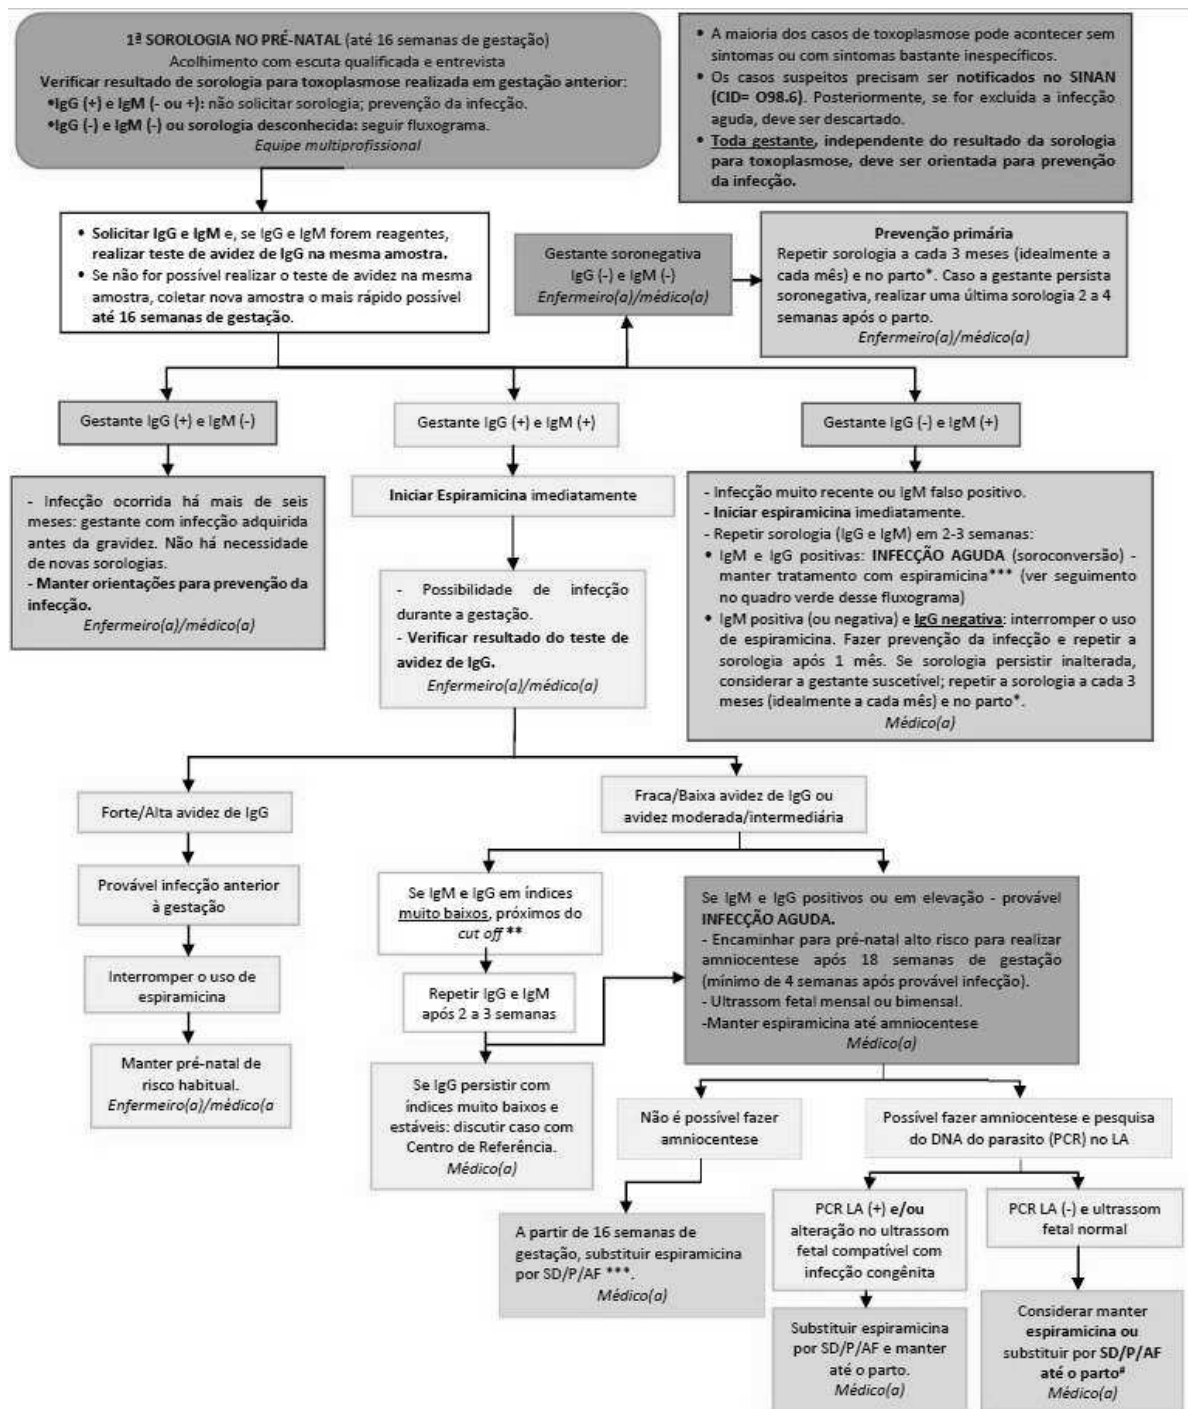 1ª SOROLOGIA NO PRÉ-NATAL (até 16 semanas de gestação)
Acolhimento com escuta qualificada e entrevista
Verificar resultado de sorologia para toxoplasmose realizada em gestação anterior:
•IgG (+) e IgM (- ou +): não solicitar sorologia; prevenção da infecção.
•IgG (-) e IgM (-) ou sorologia desconhecida: seguir fluxograma.
Equipe multiprofissional
• A maioria dos casos de toxoplasmose pode acontecer sem
sintomas ou com sintomas bastante inespecíficos.
• Os casos suspeitos precisam ser notificados no SINAN
(CID= O98.6). Posteriormente, se for excluída a infecção
aguda, deve ser descartado.
• Toda gestante, independente do resultado da sorologia
para toxoplasmose, deve ser orientada para prevenção
da infecção.
• Solicitar IgG e IgM e, se IgG e IgM forem reagentes,
realizar teste de avidez de IgG na mesma amostra.
• Se não for possível realizar o teste de avidez na mesma
amostra, coletar nova amostra o mais rápido possível
até 16 semanas de gestação.
Gestante soronegativa
IgG (-) e IgM (-)
Enfermeiro(a)/médico(a)
Prevenção primária
Repetir sorologia a cada 3 meses (idealmente a
cada mês) e no parto*. Caso a gestante persista
soronegativa, realizar uma última sorologia 2 a 4
semanas após o parto.
Enfermeiro(a)/médico(a)
Gestante IgG (+) e IgM (-)
Gestante IgG (+) e IgM (+)
Gestante IgG (-) e IgM (+)
- Infecção ocorrida há mais de seis
meses: gestante com infecção adquirida
antes da gravidez. Não há necessidade
de novas sorologias.
- Manter orientações para prevenção da
infecção.
Enfermeiro(a)/médico(a)
Iniciar Espiramicina imediatamente
- Possibilidade de infecção
durante a gestação.
- Verificar resultado do teste de
avidez de IgG.
Enfermeiro(a)/médico(a)
- Infecção muito recente ou IgM falso positivo.
- Iniciar espiramicina imediatamente.
- Repetir sorologia (IgG e IgM) em 2-3 semanas:
• IgM e IgG positivas: INFECÇÃO AGUDA (soroconversão) -
manter tratamento com espiramicina*** (ver seguimento
no quadro verde desse fluxograma)
• IgM positiva (ou negativa) e IgG negativa: interromper o uso
de espiramicina. Fazer prevenção da infecção e repetir a
sorologia após 1 mês. Se sorologia persistir inalterada,
considerar a gestante suscetível; repetir a sorologia a cada 3
meses (idealmente a cada mês) e no parto*.
Médico(a)
Forte/Alta avidez de IgG
Fraca/Baixa avidez de IgG ou
avidez moderada/intermediária
Provável infecção anterior
à gestação
Interromper o uso de
espiramicina
Manter pré-natal de
risco habitual.
Enfermeiro(a)/médico(a
Se IgM e IgG em índices
muito baixos, próximos do
cut off **
Repetir IgG e IgM
após 2 a 3 semanas
Se IgG persistir com
índices muito baixos e
estáveis: discutir caso com
Centro de Referência.
Médico(a)
Se IgM e IgG positivos ou em elevação - provável
INFECÇÃO AGUDA.
- Encaminhar para pré-natal alto risco para realizar
amniocentese após 18 semanas de gestação
(mínimo de 4 semanas após provável infecção).
- Ultrassom fetal mensal ou bimensal.
-Manter espiramicina até amniocentese
Médico(a)
Não é possível fazer
amniocentese
Possível fazer amniocentese e pesquisa
do DNA do parasito (PCR) no LA
A partir de 16 semanas de
gestação, substituir espiramicina
por SD/P/AF ***.
Médico(a)
PCR LA (+) e/ou
alteração no ultrassom
fetal compatível com
infecção congênita
PCR LA (-) e ultrassom
fetal normal
Substituir espiramicina
por SD/P/AF e manter
até o parto.
Médico(a)
Considerar manter
espiramicina ou
substituir por SD/P/AF
até o parto#
Médico(a)